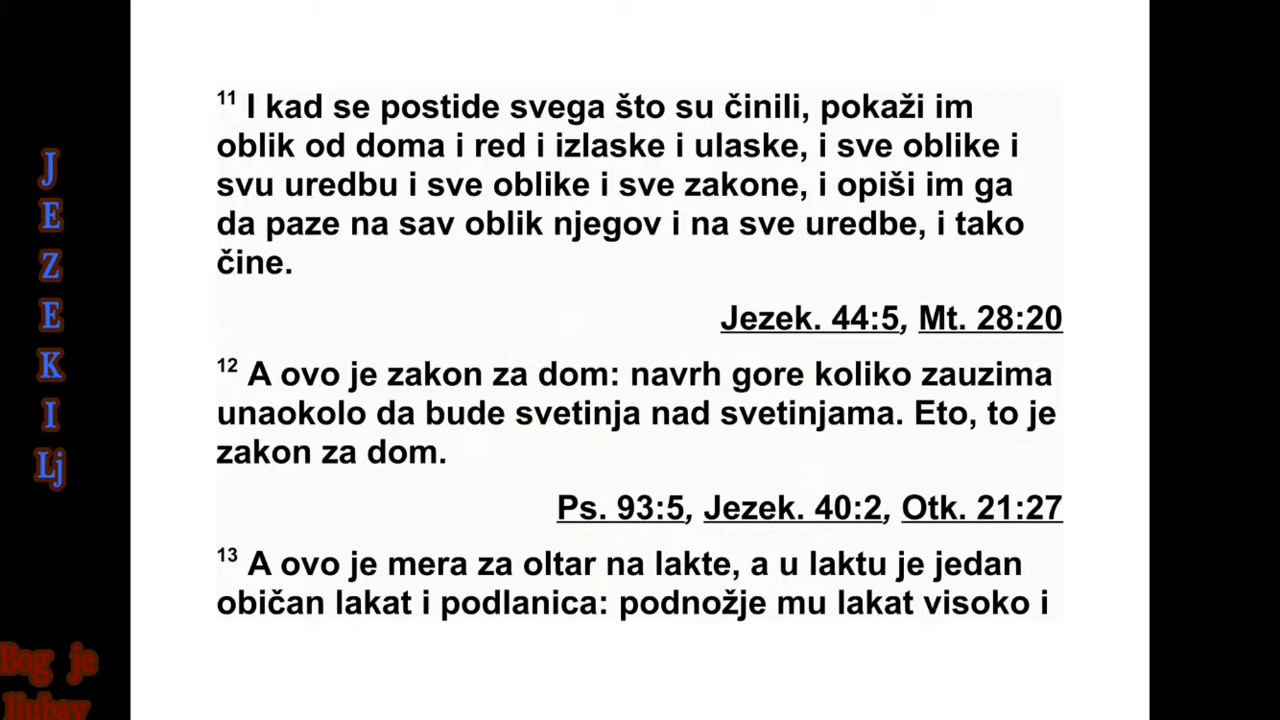 J
E
Z
E
K
I
Lj
Bog je
ljubav
11 I kad se postide svega što su činili, pokaži im
oblik od doma i red i izlaske i ulaske, i sve oblike i
svu uredbu i sve oblike i sve zakone, i opiši im ga
da paze na sav oblik njegov i na sve uredbe, i tako
čine.
Jezek. 44:5, Mt. 28:20
12 A ovo je zakon za dom: navrh gore koliko zauzima
unaokolo da bude svetinja nad svetinjama. Eto, to je
zakon za dom.
Ps. 93:5, Jezek. 40:2, Otk. 21:27
13 A ovo je mera za oltar na lakte, a u laktu je jedan
običan lakat i podlanica: podnožje mu lakat visoko i